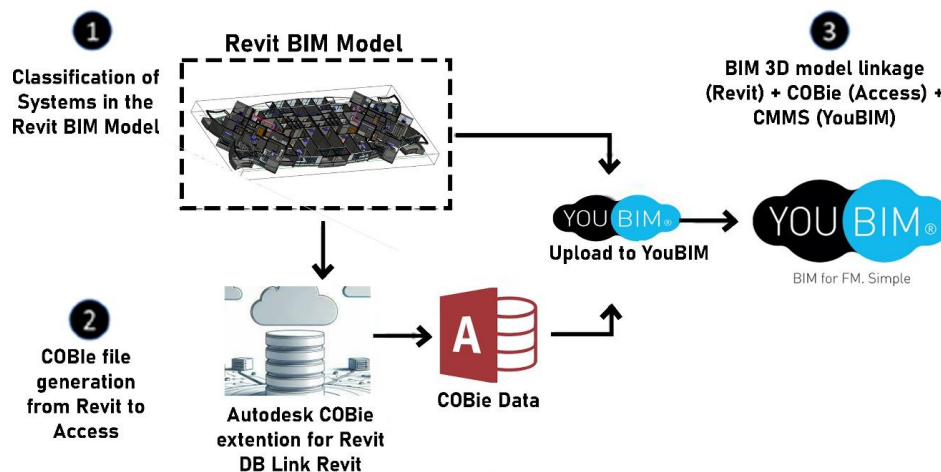 1
Classification of
Systems in the
Revit BIM Model
Revit BIM Model
3
BIM 3D model linkage
(Revit) + COBie (Access) +
CMMS (YouBIM)
YOU BIM®
Upload to YouBIM
YOU BIM®
BIM for FM. Simple
2
COBIe file
generation
from Revit to
Access
Autodesk COBie
extention for Revit
DB Link Revit
A
COBie Data